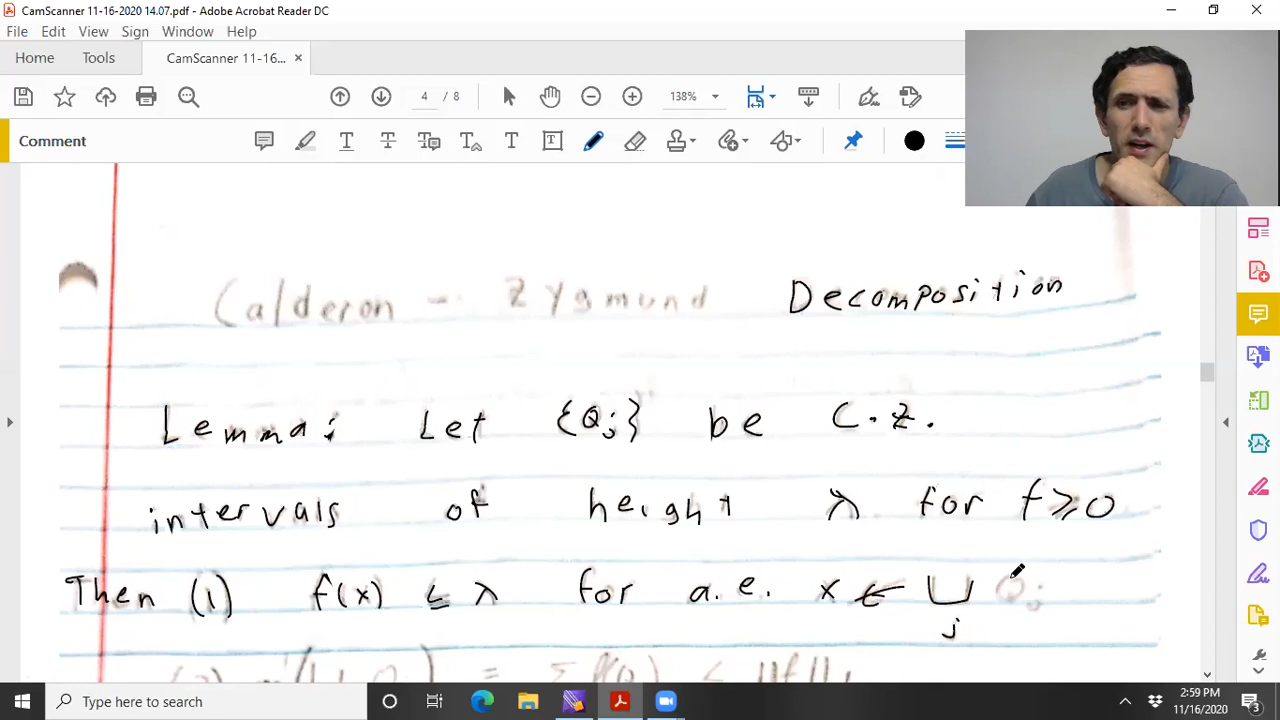 CamScanner 11-16-2020 14.07.pdf - Adobe Acrobat Reader DC
File Edit View Sign Window Help
Home Tools CamScanner 11-16... ×
4 / 8 138%
Comment
Calderon - Zygmund Decomposition
Lemma: Let {Qj} be C.Z.
intervals of height λ for f ⩾ 0
Then (1) f(x) ≤ λ for a.e. x ∉ ∪ Qj
j
Type here to search
2:59 PM
11/16/2020
3